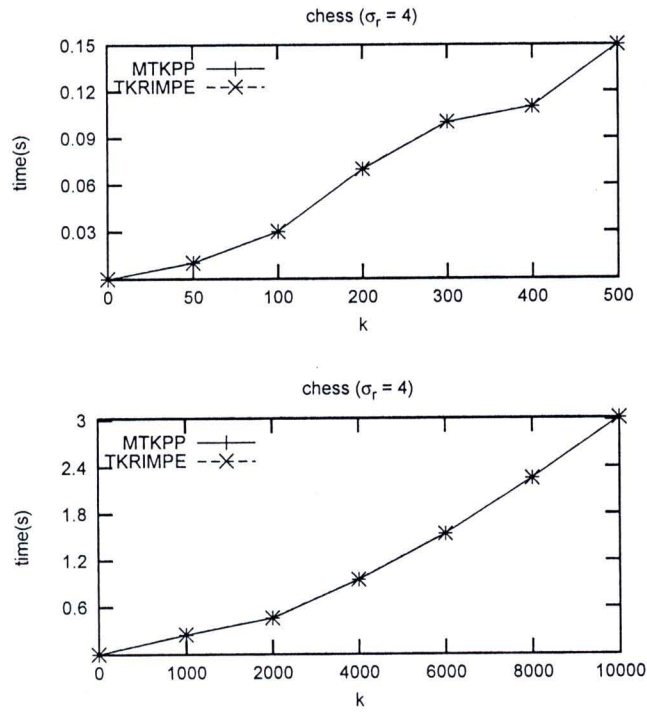 chess (σr = 4)
0.15
0.12
0.09
0.06
0.03
time(s)
MTKPP
TKRIMPE
0 50 100 200 300 400 500
k
chess (σr = 4)
3
2.4
1.8
1.2
0.6
time(s)
MTKPP
TKRIMPE
0 1000 2000 4000 6000 8000 10000
k